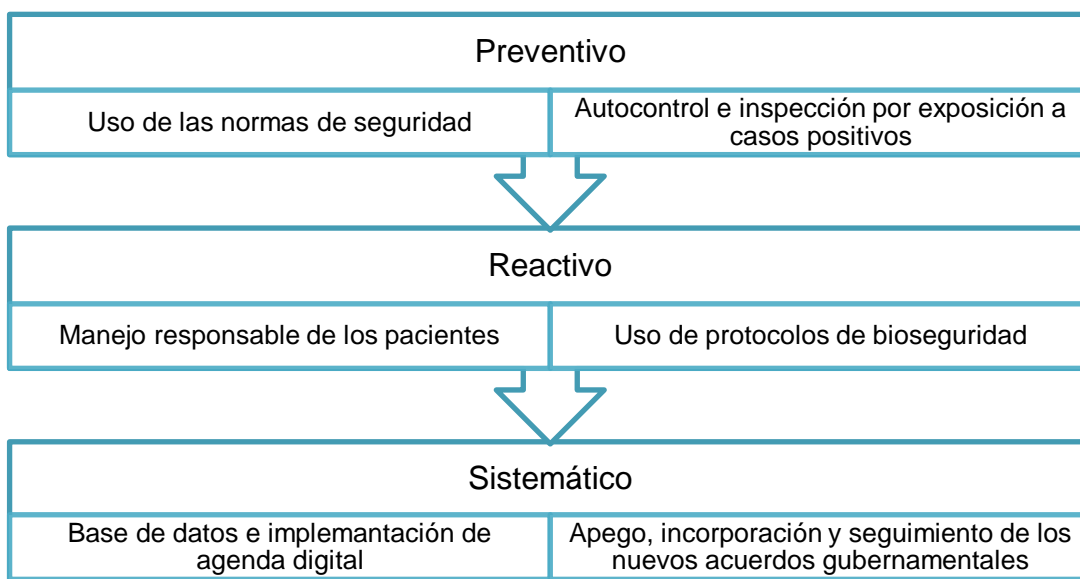 Preventivo
Uso de las normas de seguridad
Autocontrol e inspección por exposición a
casos positivos
Reactivo
Manejo responsable de los pacientes
Uso de protocolos de bioseguridad
Sistemático
Base de datos e implemantación de
agenda digital
Apego, incorporación y seguimiento de los
nuevos acuerdos gubernamentales